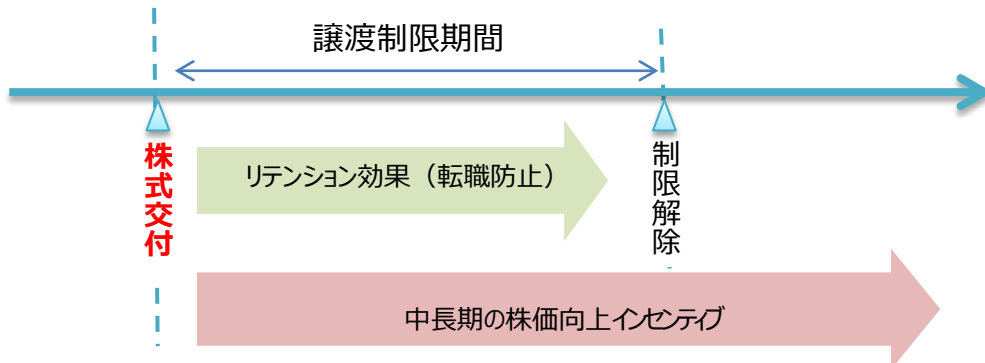 譲渡制限期間
株式交付
リテンション効果（転職防止）
制限解除
中長期の株価向上インセンティブ